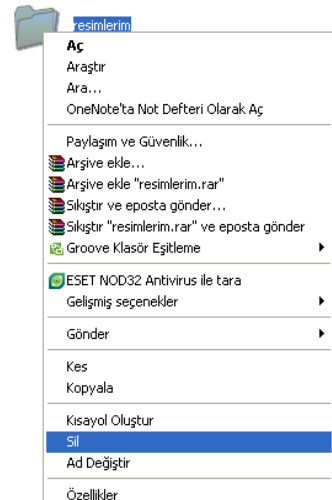 resimlerim
Aç
Araştır
Ara...
OneNote'ta Not Defteri Olarak Aç
Paylaşım ve Güvenlik...
Arşive ekle...
Arşive ekle "resimlerim.rar"
Sıkıştır ve eposta gönder...
Sıkıştır "resimlerim.rar" ve eposta gönder
Groove Klasör Eşitleme
ESET NOD32 Antivirus ile tara
Gelişmiş seçenekler
Gönder
Kes
Kopyala
Kısayol Oluştur
Sil
Ad Değiştir
Özellikler